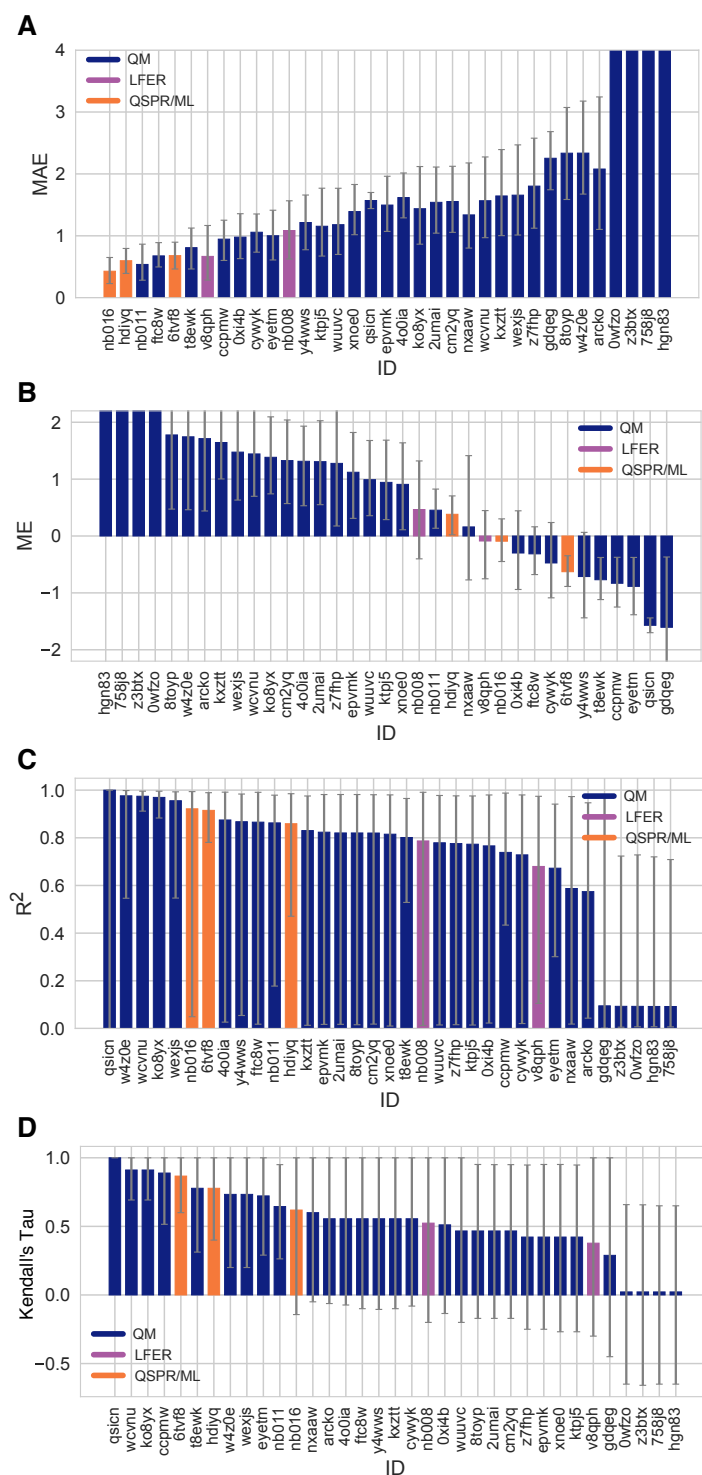 A
4
3
2
1
0
MAE
QM
LFER
QSPR/ML
nb016 hdiyq nb011 ftc8w 6tvf8 t8ewk v8qph ccpmw 0xi4b cywyk eyetm nb008 y4wws ktpj5 wuuvc xnoe0 qsicn epvmk 4o0ia ko8yx 2umai cm2yq nxaaw wcvnu kxztt wexjs z7fhp gdqeg 8toyp w4z0e arcko 0wfzo z3btx 758j8 hgn83
ID
B
2
1
0
−1
−2
ME
QM
LFER
QSPR/ML
hgn83 758j8 z3btx 0wfzo 8toyp w4z0e arcko kxztt wexjs wcvnu ko8yx cm2yq 4o0ia 2umai z7fhp epvmk wuuvc ktpj5 xnoe0 nb008 nb011 hdiyq nxaaw v8qph nb016 0xi4b ftc8w cywyk 6tvf8 y4wws t8ewk ccpmw eyetm qsicn gdqeg
ID
C
1.0
0.8
0.6
0.4
0.2
0.0
R2
QM
LFER
QSPR/ML
qsicn w4z0e wcvnu ko8yx wexjs nb016 6tvf8 4o0ia y4wws ftc8w nb011 hdiyq kxztt epvmk 2umai 8toyp cm2yq xnoe0 t8ewk nb008 wuuvc z7fhp ktpj5 0xi4b ccpmw cywyk v8qph eyetm nxaaw arcko gdqeg z3btx 0wfzo hgn83 758j8
ID
D
1.0
0.5
0.0
−0.5
Kendall's Tau
QM
LFER
QSPR/ML
qsicn wcvnu ko8yx ccpmw 6tvf8 t8ewk hdiyq w4z0e wexjs eyetm nb011 nb016 nxaaw arcko 4o0ia ftc8w y4wws kxztt cywyk nb008 0xi4b wuuvc 8toyp 2umai cm2yq z7fhp epvmk xnoe0 ktpj5 v8qph gdqeg 0wfzo z3btx 758j8 hgn83
ID